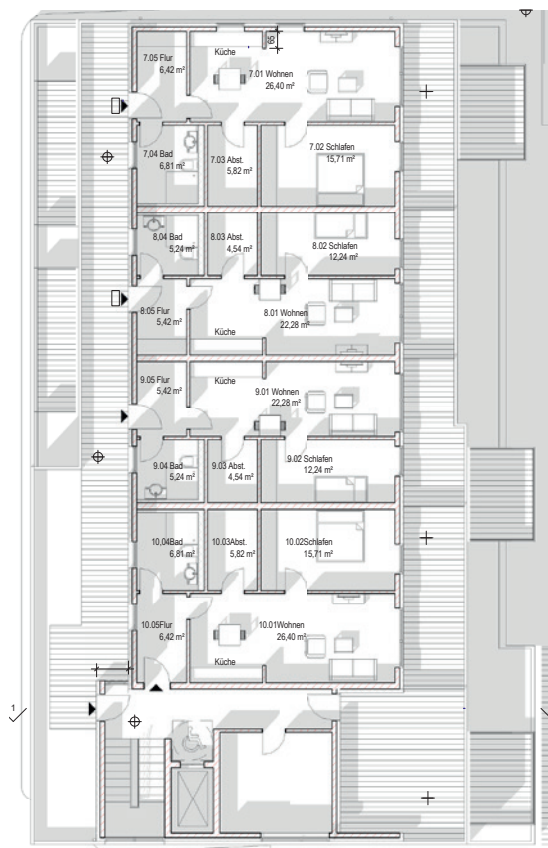 65
7.05 Flur
6,42 m²
Küche
7.01 Wohnen
26,40 m²
7,04 Bad
6,81 m²
7.03 Abst.
5,82 m²
7.02 Schlafen
15,71 m²
8,04 Bad
5,24 m²
8.03 Abst.
4,54 m²
8.02 Schlafen
12,24 m²
8.05 Flur
5,42 m²
Küche
8.01 Wohnen
22,28 m²
9.05 Flur
5,42 m²
Küche
9.01 Wohnen
22,28 m²
9.04 Bad
5,24 m²
9.03 Abst.
4,54 m²
9.02 Schlafen
12,24 m²
10,04Bad
6,81 m²
10.03Abst.
5,82 m²
10.02Schlafen
15,71 m²
10.05Flur
6,42 m²
Küche
10.01Wohnen
26,40 m²
1